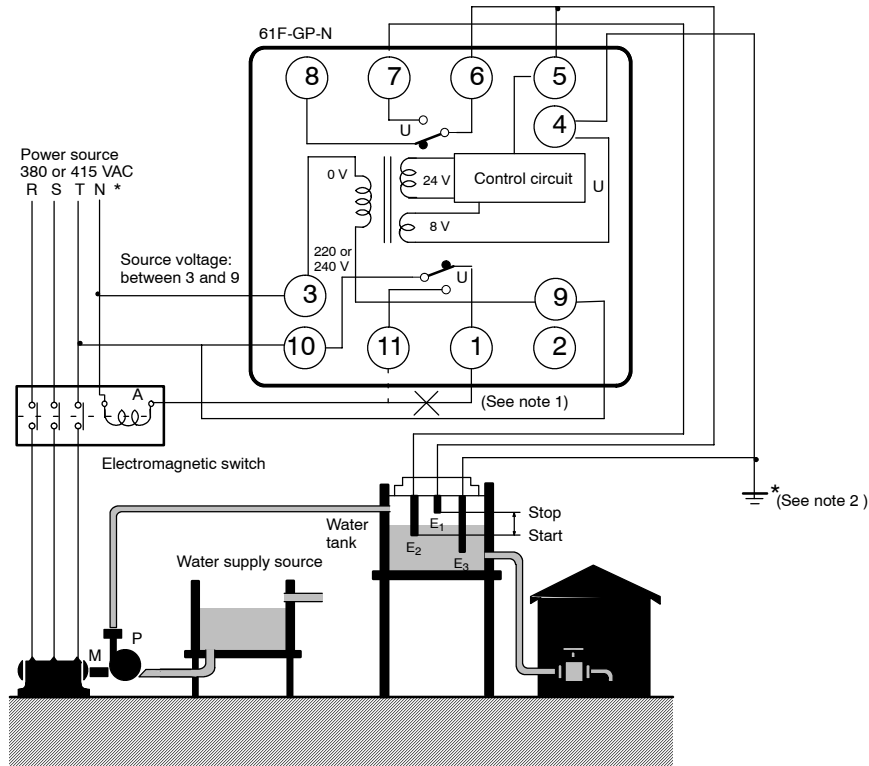 61F-GP-N
8
7
6
5
4
U
Power source
380 or 415 VAC
R S T N *
0 V
24 V
Control circuit
U
8 V
Source voltage:
between 3 and 9
220 or
240 V
U
3
9
10
11
1
2
A
(See note 1)
Electromagnetic switch
* (See note 2 )
Stop
Start
Water
tank
E1
E2
E3
Water supply source
P
M